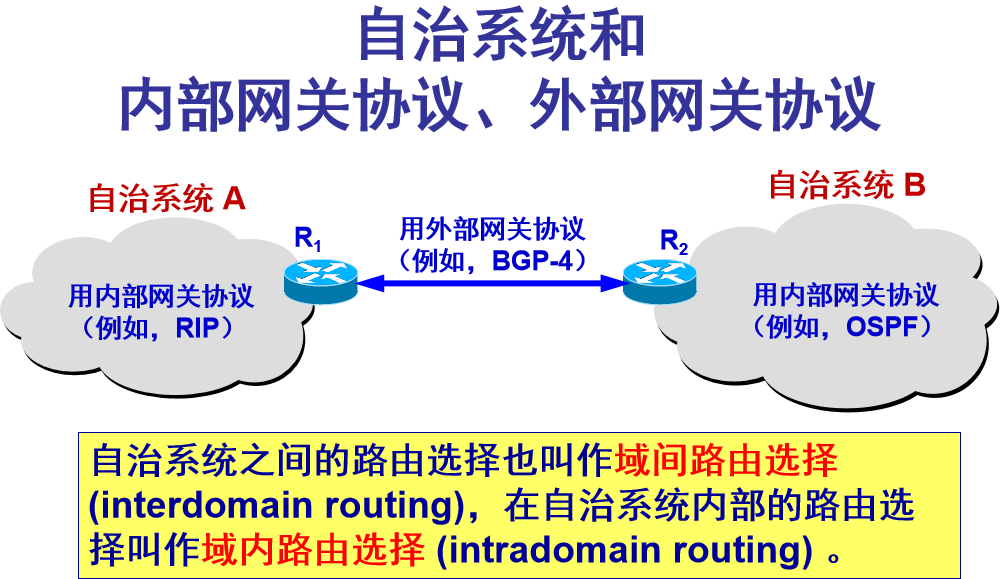 自治系统和
内部网关协议、外部网关协议
自治系统 A
自治系统 B
R1
用外部网关协议
（例如，BGP-4）
R2
用内部网关协议
（例如，RIP）
用内部网关协议
（例如，OSPF）
自治系统之间的路由选择也叫作域间路由选择
(interdomain routing)，在自治系统内部的路由选
择叫作域内路由选择 (intradomain routing) 。